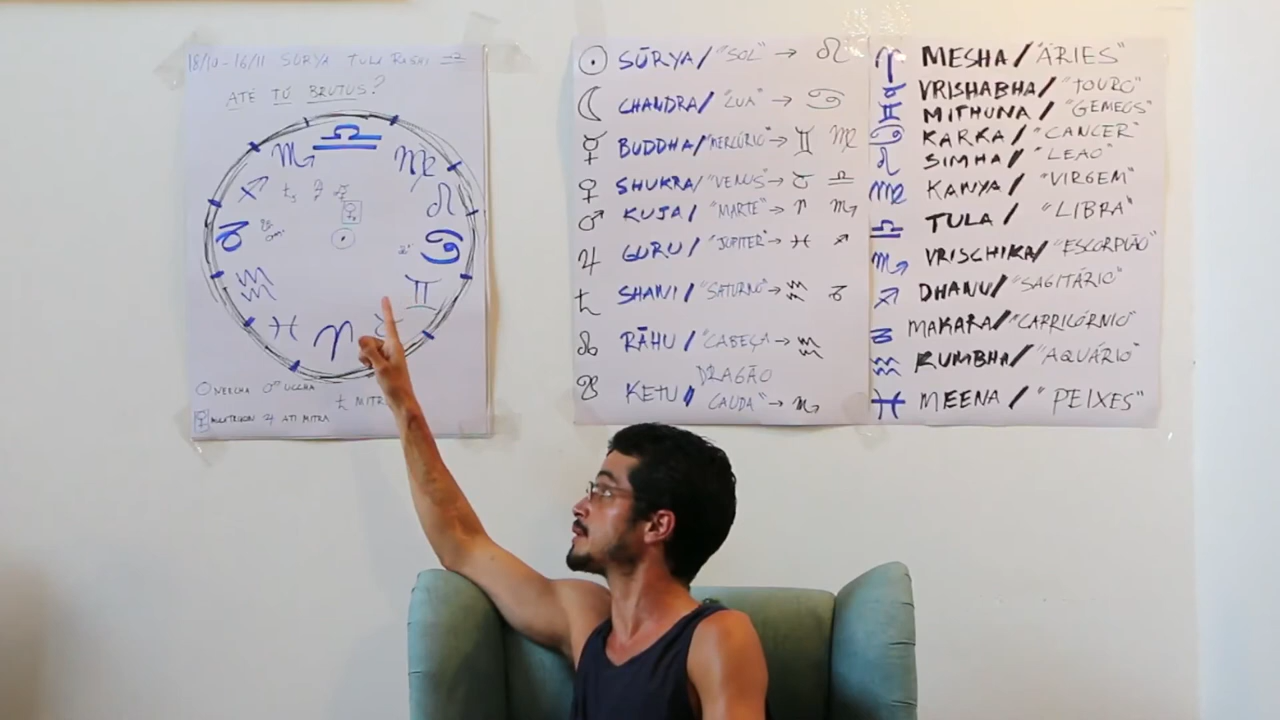 18/10 - 16/11 SŪRYA TULA RASHI
ATÉ TÚ BRUTUS?
NEECHA UCCHA
MITRA
MULATRIKON ♃ ATI MITRA
☉ SŪRYA / "SOL" → ♌
☾ CHANDRA / "LUA" → ♋
☿ BUDDHA / "MERCÚRIO" → ♊ ♍
♀ SHUKRA / "VENUS" → ♉ ♎
♂ KUJA / "MARTE" → ♈ ♏
♃ GURU / "JUPITER" → ♓ ♐
♄ SHANI / "SATURNO" → ♒ ♑
☊ RĀHU / "CABEÇA → ♒
DRAGÃO
☋ KETU / CAUDA" → ♏
♈ MESHA / "ÁRIES"
♉ VRISHABHA / "TOURO"
♊ MITHUNA / "GEMEOS"
♋ KARKA / "CANCER"
♌ SIMHA / "LEAO"
♍ KANYA / "VIRGEM"
♎ TULA / "LIBRA"
♏ VRISCHIKA / "ESCORPIÃO"
♐ DHANU / "SAGITÁRIO"
♑ MAKARA / "CAPRICÓRNIO"
♒ KUMBHA / "AQUÁRIO"
♓ MEENA / "PEIXES"